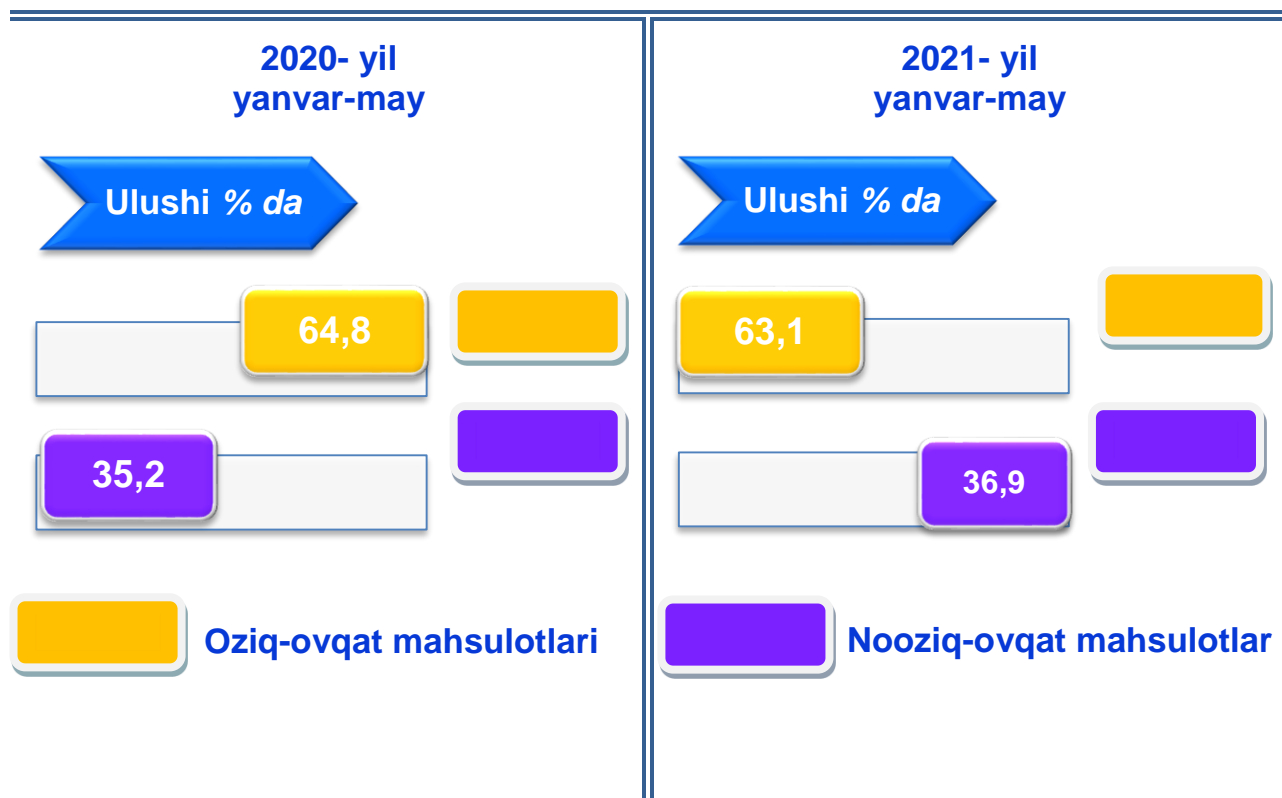 2020- yil
yanvar-may
Ulushi % da
64,8
35,2
2021- yil
yanvar-may
Ulushi % da
63,1
36,9
Oziq-ovqat mahsulotlari
Nooziq-ovqat mahsulotlar